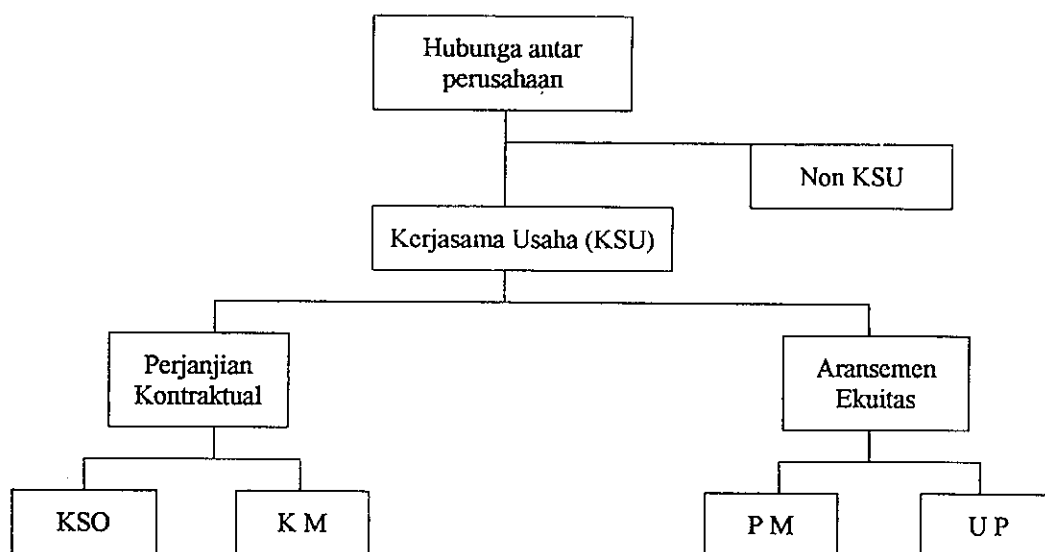 Hubunga antar
perusahaan
Non KSU
Kerjasama Usaha (KSU)
Perjanjian
Kontraktual
Aransemen
Ekuitas
KSO
K M
P M
U P